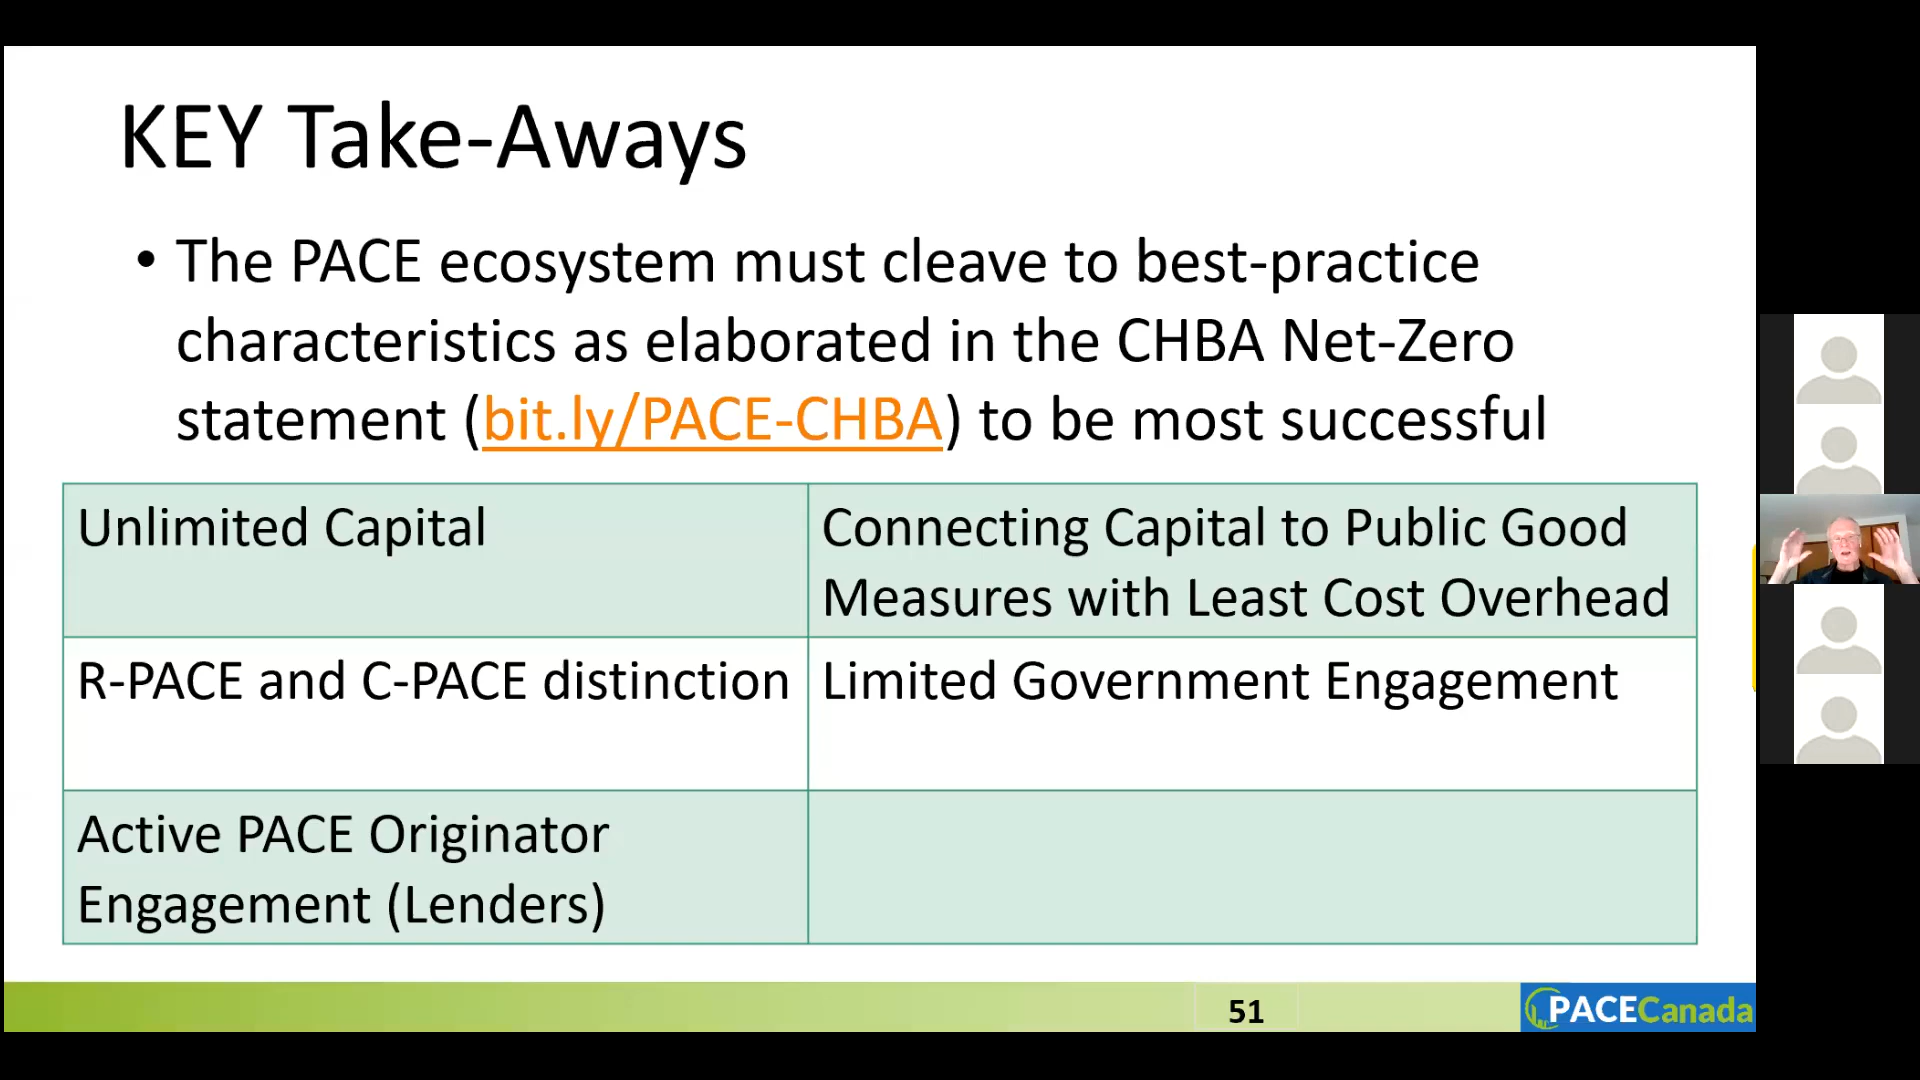 KEY Take-Aways
• The PACE ecosystem must cleave to best-practice
characteristics as elaborated in the CHBA Net-Zero
statement (bit.ly/PACE-CHBA) to be most successful
Unlimited Capital
Connecting Capital to Public Good
Measures with Least Cost Overhead
R-PACE and C-PACE distinction
Limited Government Engagement
Active PACE Originator
Engagement (Lenders)
51
PACECanada